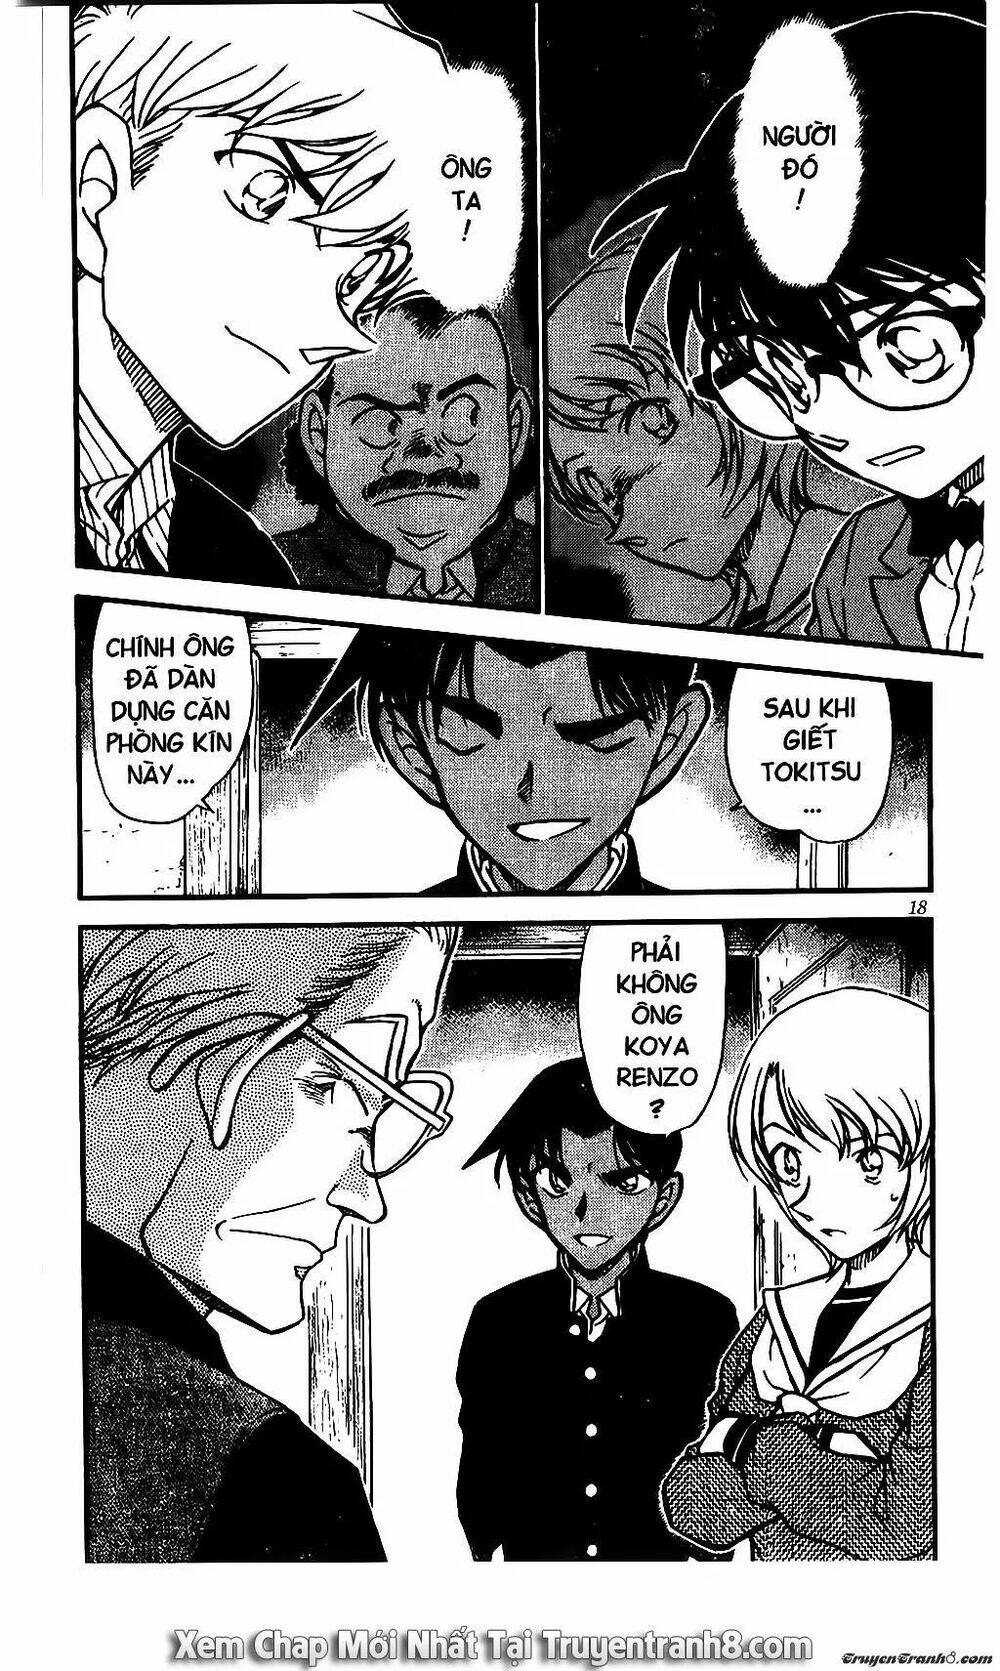 NGƯỜI
ĐÓ
!
ÔNG
TA
!
SAU KHI
GIẾT
TOKITSU
...
CHÍNH ÔNG
ĐÃ DÀN
DỰNG CĂN
PHÒNG KÍN
NÀY...
18
PHẢI
KHÔNG
ÔNG
KOYA
RENZO
?
Xem Chap Mới Nhất Tại Truyentranh8.com
TruyenTranh8.com